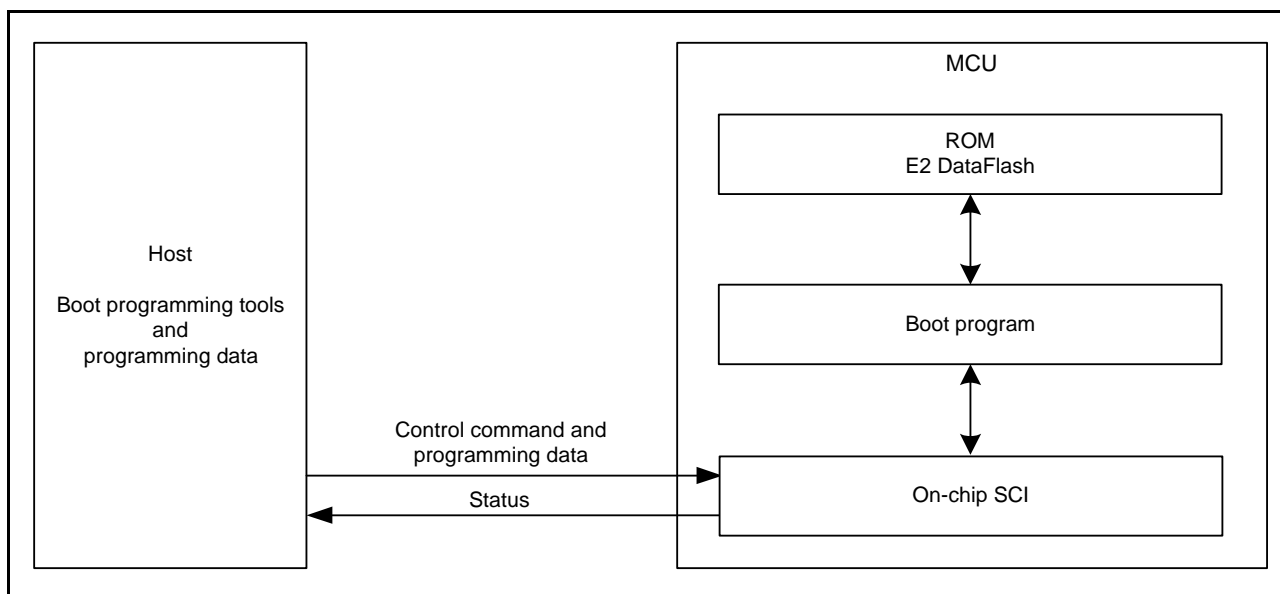 Host
Boot programming tools
and
programming data
Control command and
programming data
Status
MCU
ROM
E2 DataFlash
Boot program
On-chip SCI